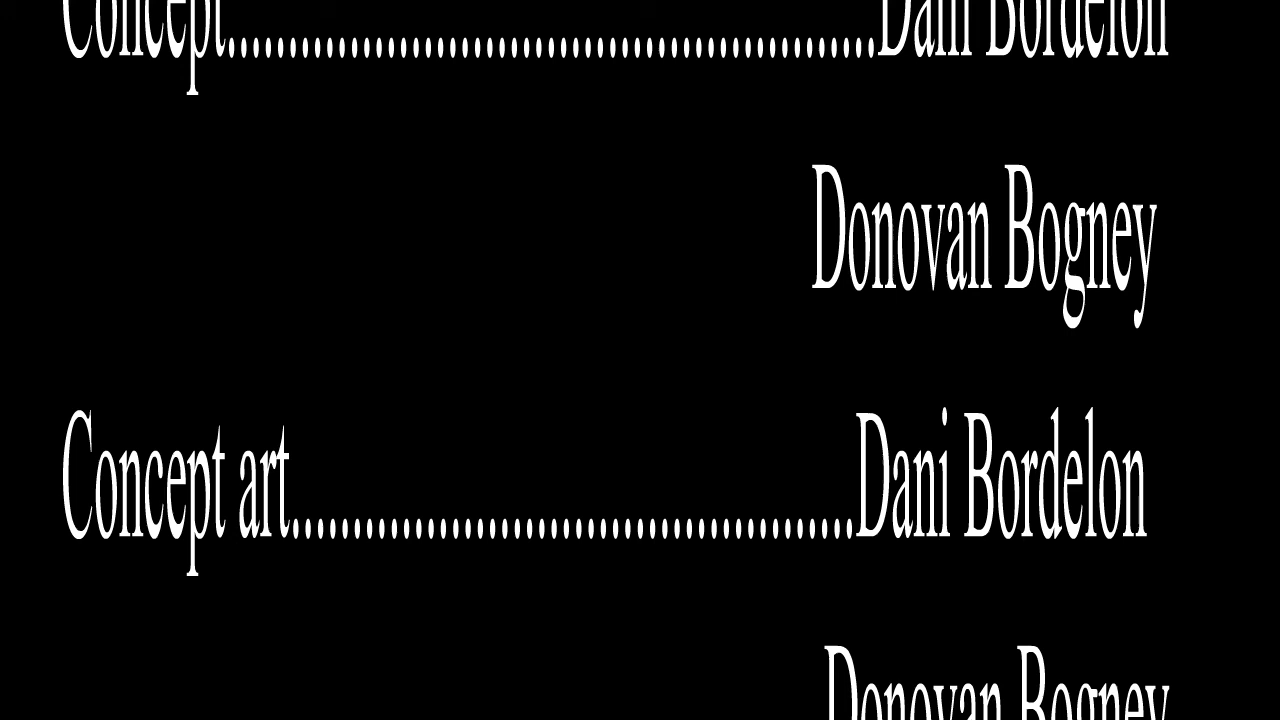 Concept.....................................................Dani Bordelon
Donovan Bogney
Concept art..............................................Dani Bordelon
Donovan Bogney